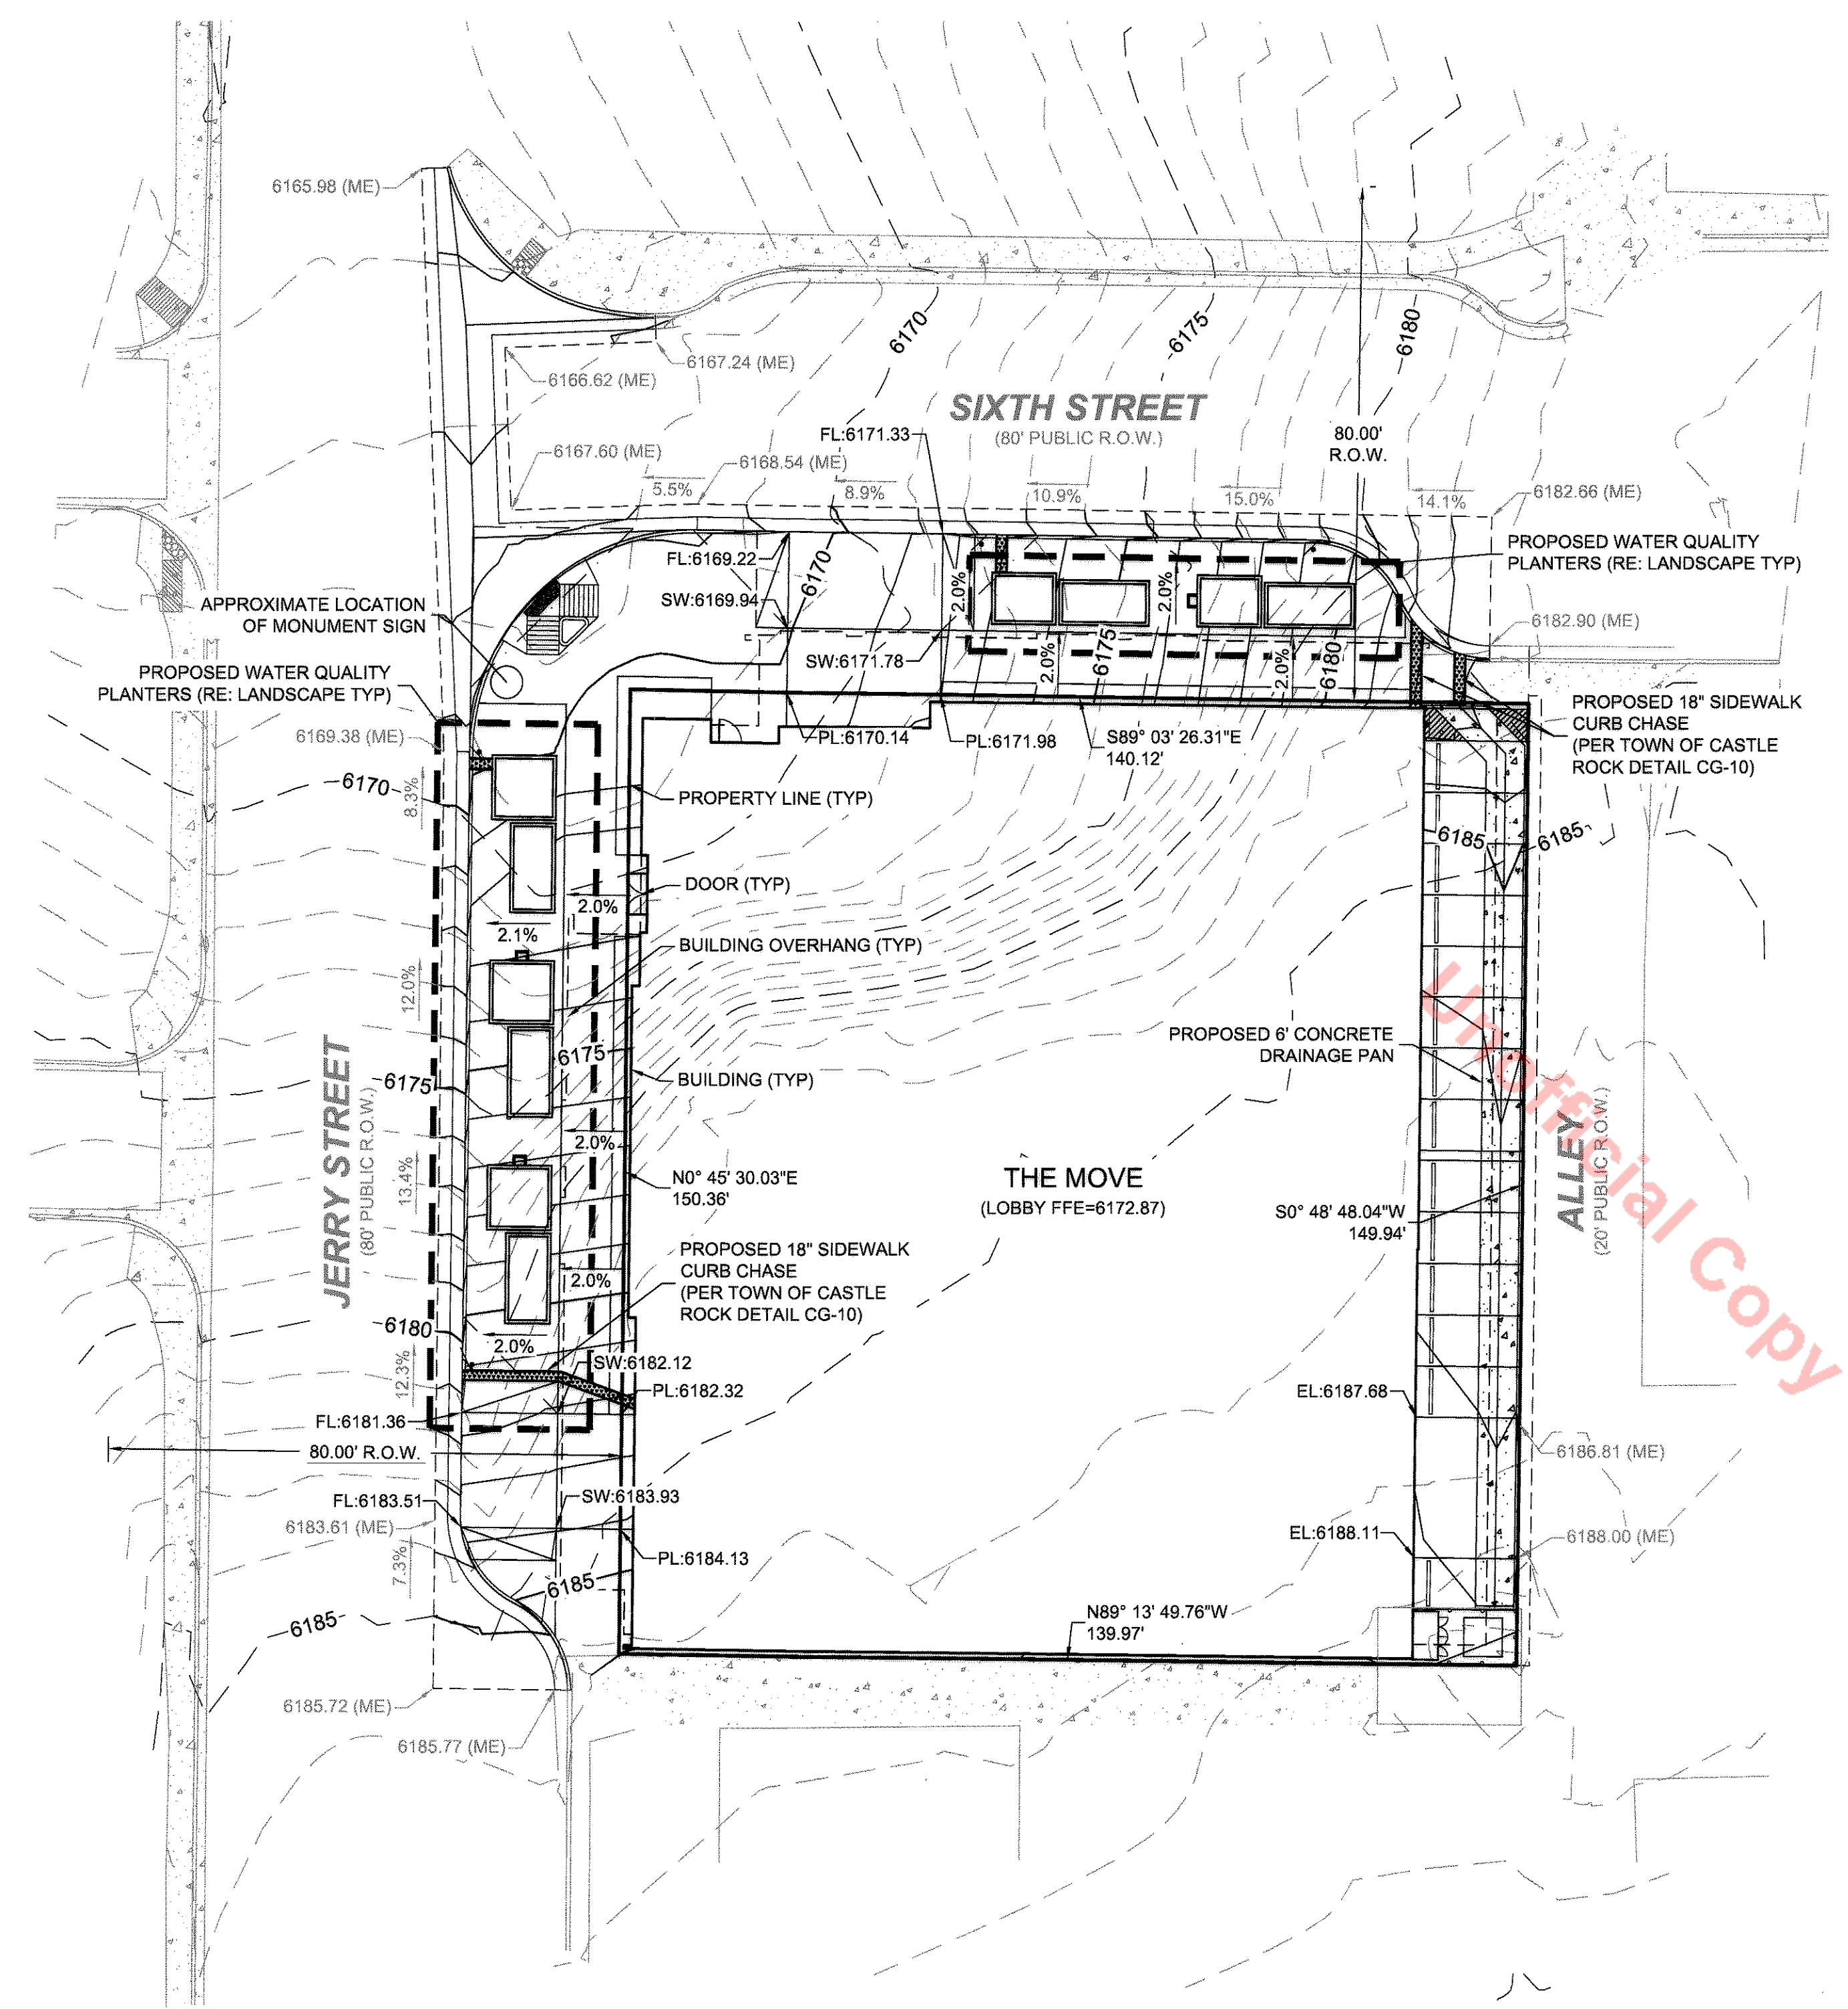 6165.98 (ME)
6167.24 (ME)
6166.62 (ME)
6170
6175
6180
SIXTH STREET
(80' PUBLIC R.O.W.)
FL:6171.33
80.00'
R.O.W.
6167.60 (ME)
6168.54 (ME)
5.5%
8.9%
10.9%
15.0%
14.1%
6182.66 (ME)
FL:6169.22
6170
SW:6169.94
2.0%
2.0%
PROPOSED WATER QUALITY
PLANTERS (RE: LANDSCAPE TYP)
APPROXIMATE LOCATION
OF MONUMENT SIGN
6182.90 (ME)
SW:6171.78
2.0%
6175
2.0%
6180
PROPOSED WATER QUALITY
PLANTERS (RE: LANDSCAPE TYP)
PROPOSED 18" SIDEWALK
CURB CHASE
(PER TOWN OF CASTLE
ROCK DETAIL CG-10)
6169.38 (ME)
PL:6170.14
PL:6171.98
S89° 03' 26.31"E
140.12'
6170
8.3%
PROPERTY LINE (TYP)
6185
6185
DOOR (TYP)
2.0%
2.1%
BUILDING OVERHANG (TYP)
12.0%
PROPOSED 6' CONCRETE
DRAINAGE PAN
6175
6175
BUILDING (TYP)
JERRY STREET
(80' PUBLIC R.O.W.)
2.0%
13.4%
N0° 45' 30.03"E
150.36'
THE MOVE
(LOBBY FFE=6172.87)
S0° 48' 48.04"W
149.94'
ALLEY
(20' PUBLIC R.O.W.)
Unofficial Copy
PROPOSED 18" SIDEWALK
CURB CHASE
(PER TOWN OF CASTLE
ROCK DETAIL CG-10)
2.0%
6180
2.0%
12.3%
SW:6182.12
PL:6182.32
EL:6187.68
FL:6181.36
80.00' R.O.W.
6186.81 (ME)
SW:6183.93
FL:6183.51
6183.61 (ME)
EL:6188.11
6188.00 (ME)
PL:6184.13
7.3%
6185
6185
N89° 13' 49.76"W
139.97'
6185.72 (ME)
6185.77 (ME)